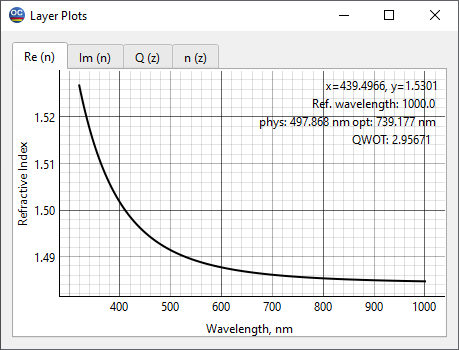 OC Layer Plots
Re (n) Im (n) Q (z) n (z)
x=439.4966, y=1.5301
Ref. wavelength: 1000.0
phys: 497.868 nm opt: 739.177 nm
QWOT: 2.95671
Refractive Index
1.52
1.51
1.50
1.49
400 500 600 700 800 900 1000
Wavelength, nm